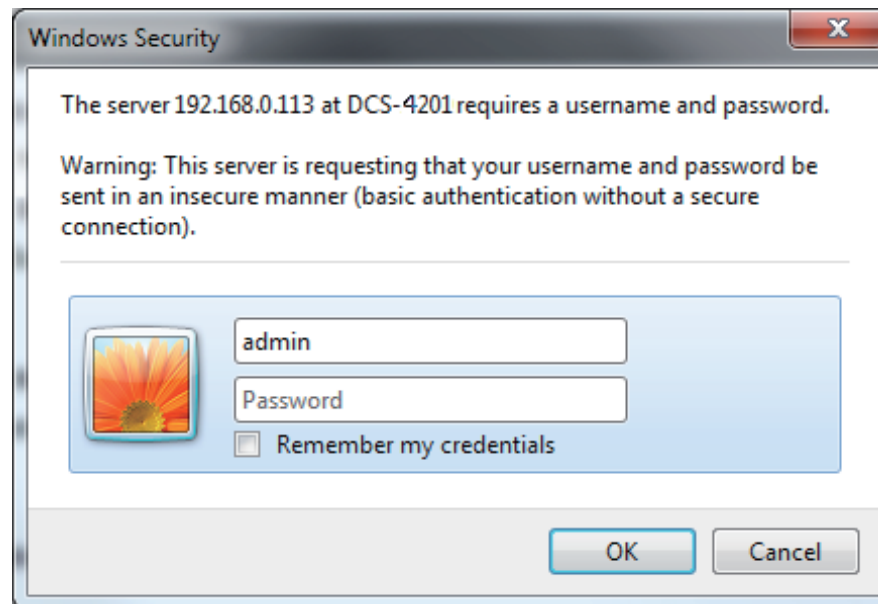 Windows Security
The server 192.168.0.113 at DCS-4201 requires a username and password.
Warning: This server is requesting that your username and password be
sent in an insecure manner (basic authentication without a secure
connection).
admin
Password
Remember my credentials
OK
Cancel